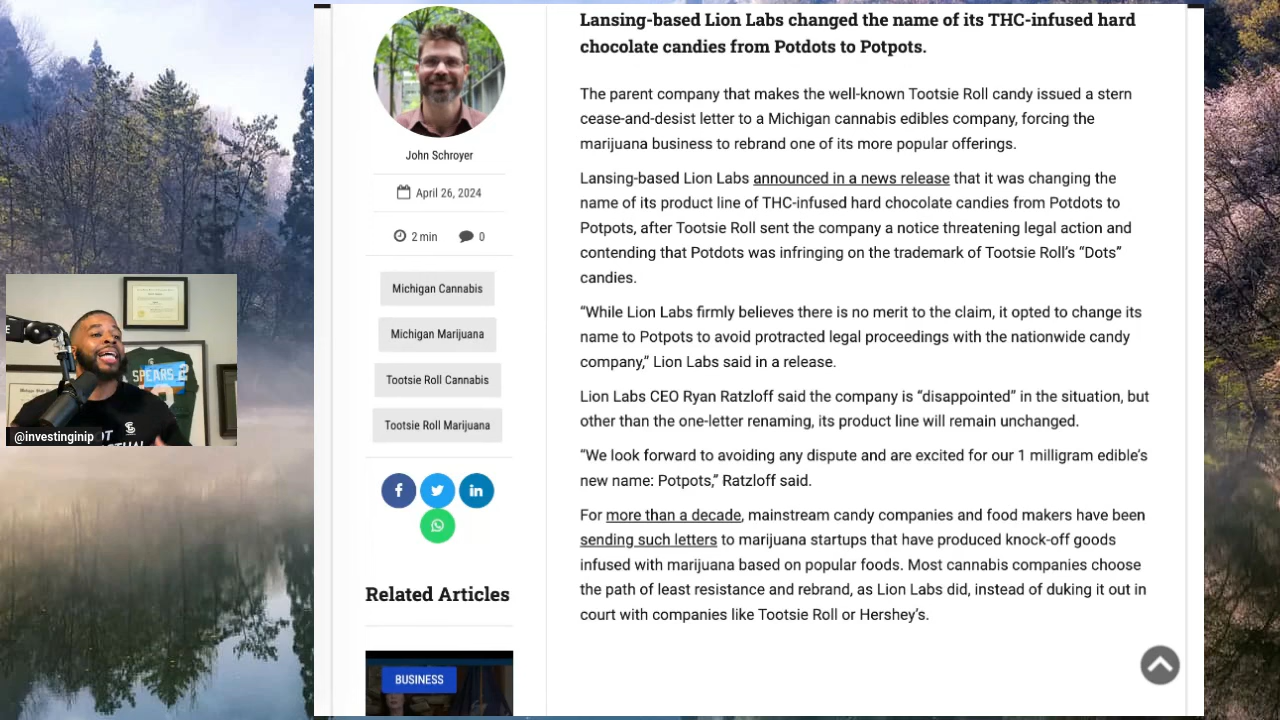 John Schroyer
April 26, 2024
2 min
0
Michigan Cannabis
Michigan Marijuana
Tootsie Roll Cannabis
Tootsie Roll Marijuana
Related Articles
BUSINESS
Lansing-based Lion Labs changed the name of its THC-infused hard
chocolate candies from Potdots to Potpots.
The parent company that makes the well-known Tootsie Roll candy issued a stern
cease-and-desist letter to a Michigan cannabis edibles company, forcing the
marijuana business to rebrand one of its more popular offerings.
Lansing-based Lion Labs announced in a news release that it was changing the
name of its product line of THC-infused hard chocolate candies from Potdots to
Potpots, after Tootsie Roll sent the company a notice threatening legal action and
contending that Potdots was infringing on the trademark of Tootsie Roll’s “Dots”
candies.
“While Lion Labs firmly believes there is no merit to the claim, it opted to change its
name to Potpots to avoid protracted legal proceedings with the nationwide candy
company,” Lion Labs said in a release.
Lion Labs CEO Ryan Ratzloff said the company is “disappointed” in the situation, but
other than the one-letter renaming, its product line will remain unchanged.
“We look forward to avoiding any dispute and are excited for our 1 milligram edible’s
new name: Potpots,” Ratzloff said.
For more than a decade, mainstream candy companies and food makers have been
sending such letters to marijuana startups that have produced knock-off goods
infused with marijuana based on popular foods. Most cannabis companies choose
the path of least resistance and rebrand, as Lion Labs did, instead of duking it out in
court with companies like Tootsie Roll or Hershey’s.
SPEARS 2
@investinginip